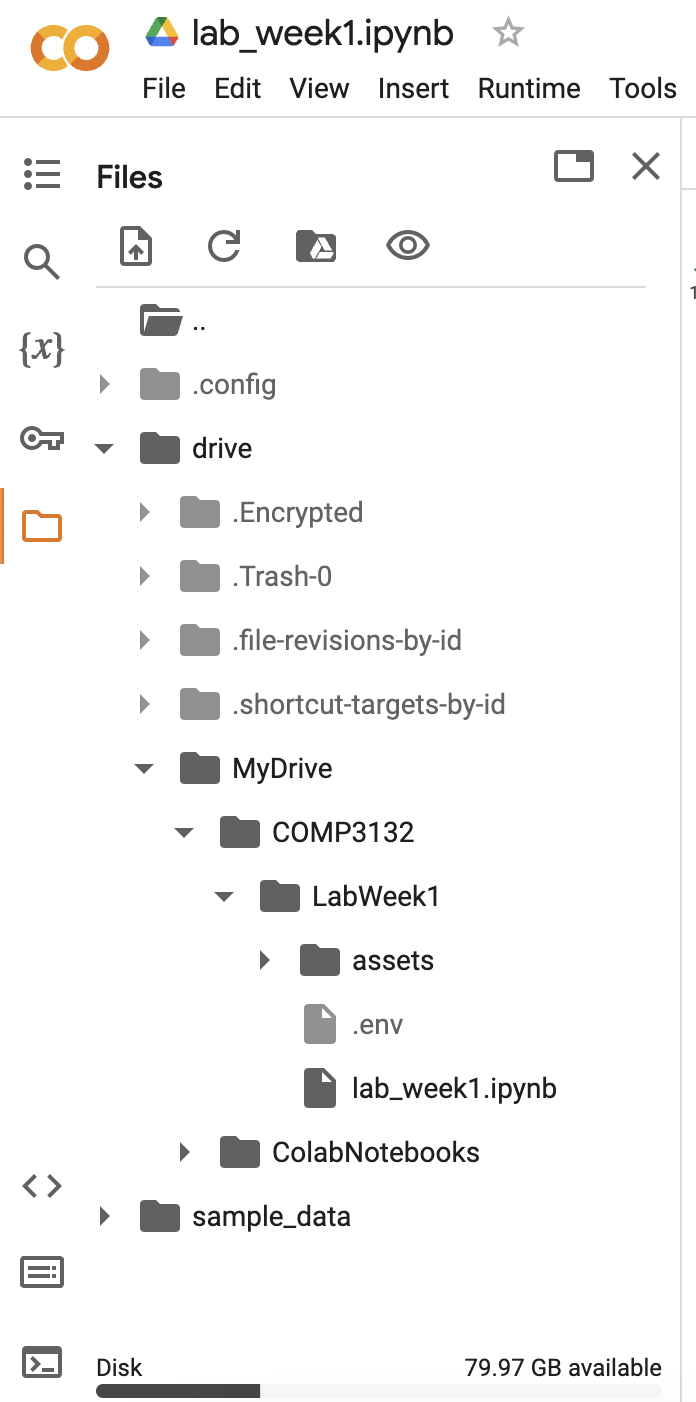 lab_week1.ipynb
File Edit View Insert Runtime Tools
Files
{x}
..
.config
drive
.Encrypted
.Trash-0
.file-revisions-by-id
.shortcut-targets-by-id
MyDrive
COMP3132
LabWeek1
assets
.env
lab_week1.ipynb
ColabNotebooks
sample_data
Disk 79.97 GB available